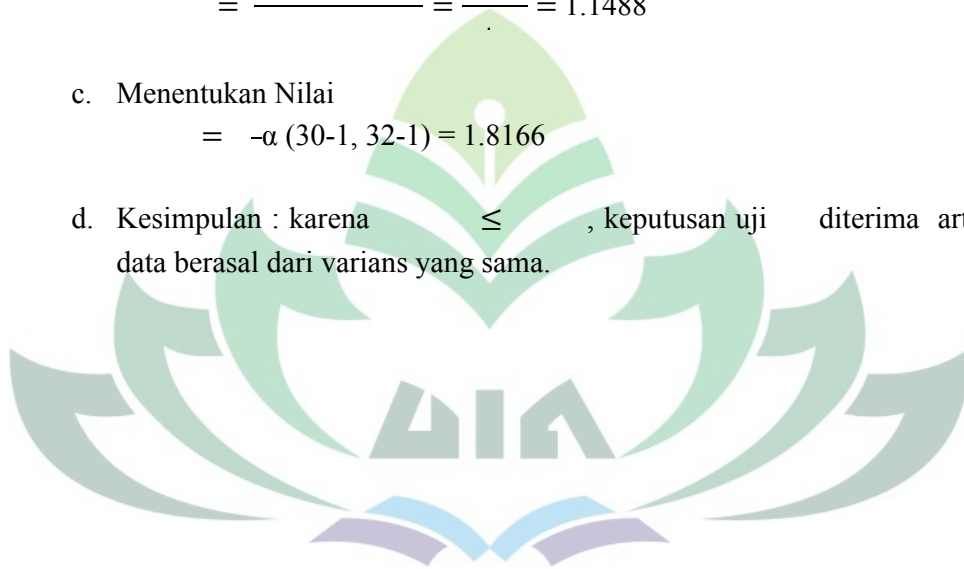 = = = 1.1488
.
c. Menentukan Nilai
= -α (30-1, 32-1) = 1.8166
d. Kesimpulan : karena ≤ , keputusan uji diterima
data berasal dari varians yang sama.
UIN